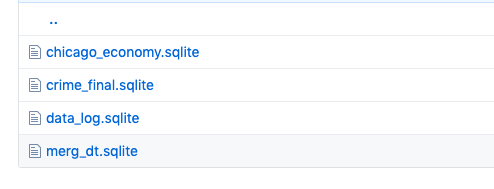 ..
chicago_economy.sqlite
crime_final.sqlite
data_log.sqlite
merg_dt.sqlite